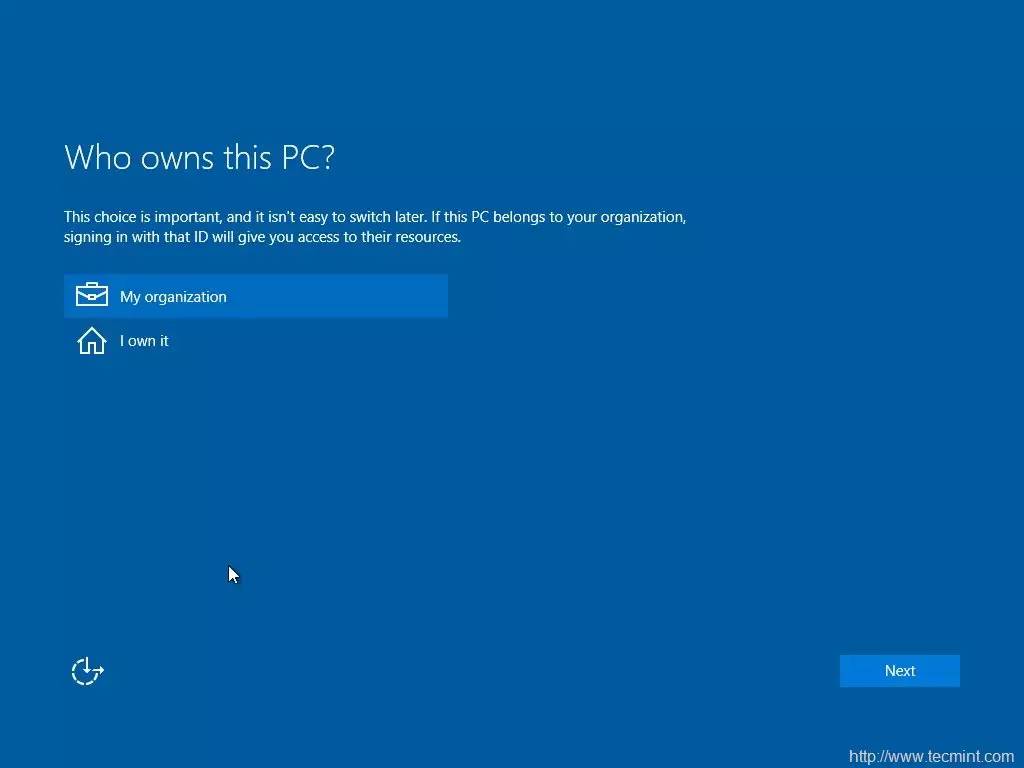 Who owns this PC?
This choice is important, and it isn't easy to switch later. If this PC belongs to your organization,
signing in with that ID will give you access to their resources.
My organization
I own it
Next
http://www.tecmint.com